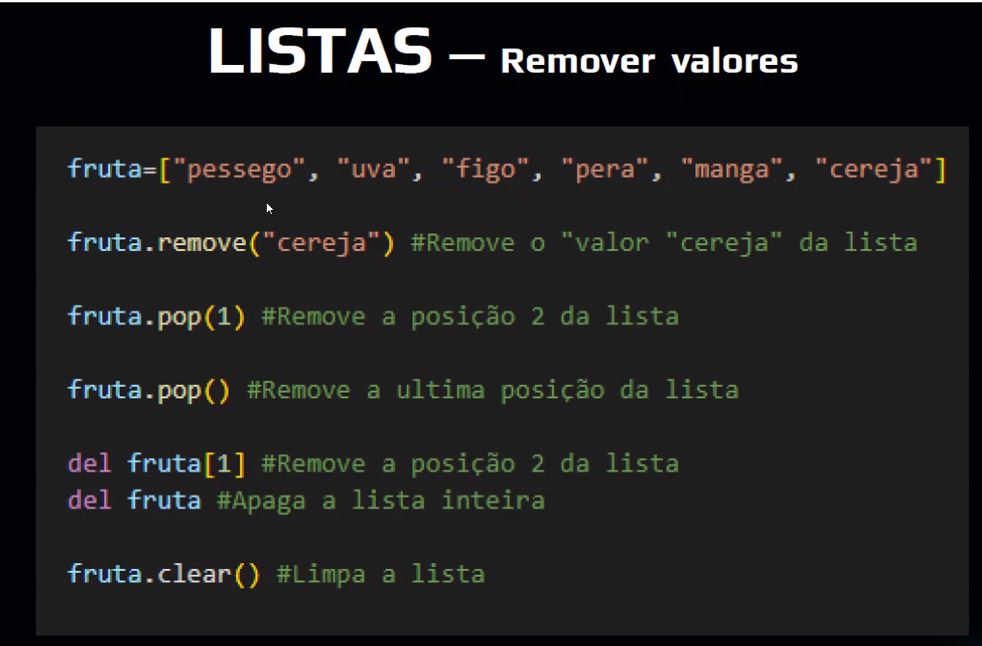 LISTAS — Remover valores
fruta=["pessego", "uva", "figo", "pera", "manga", "cereja"]
fruta.remove("cereja") #Remove o "valor "cereja" da lista
fruta.pop(1) #Remove a posição 2 da lista
fruta.pop() #Remove a ultima posição da lista
del fruta[1] #Remove a posição 2 da lista
del fruta #Apaga a lista inteira
fruta.clear() #Limpa a lista